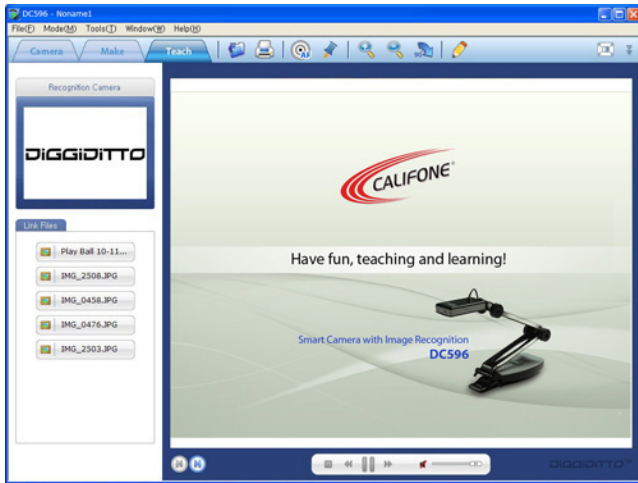 DC596 - Noname1
File(F) Mode(M) Tools(T) Window(W) Help(H)
Camera Make Teach
Recognition Camera
DiGGiDiTTO
Link Files
Play Ball 10-11...
IMG_2508.JPG
IMG_0458.JPG
IMG_0476.JPG
IMG_2503.JPG
CALIFONE®
Have fun, teaching and learning!
Smart Camera with Image Recognition
DC596
DiGGiDiTTO